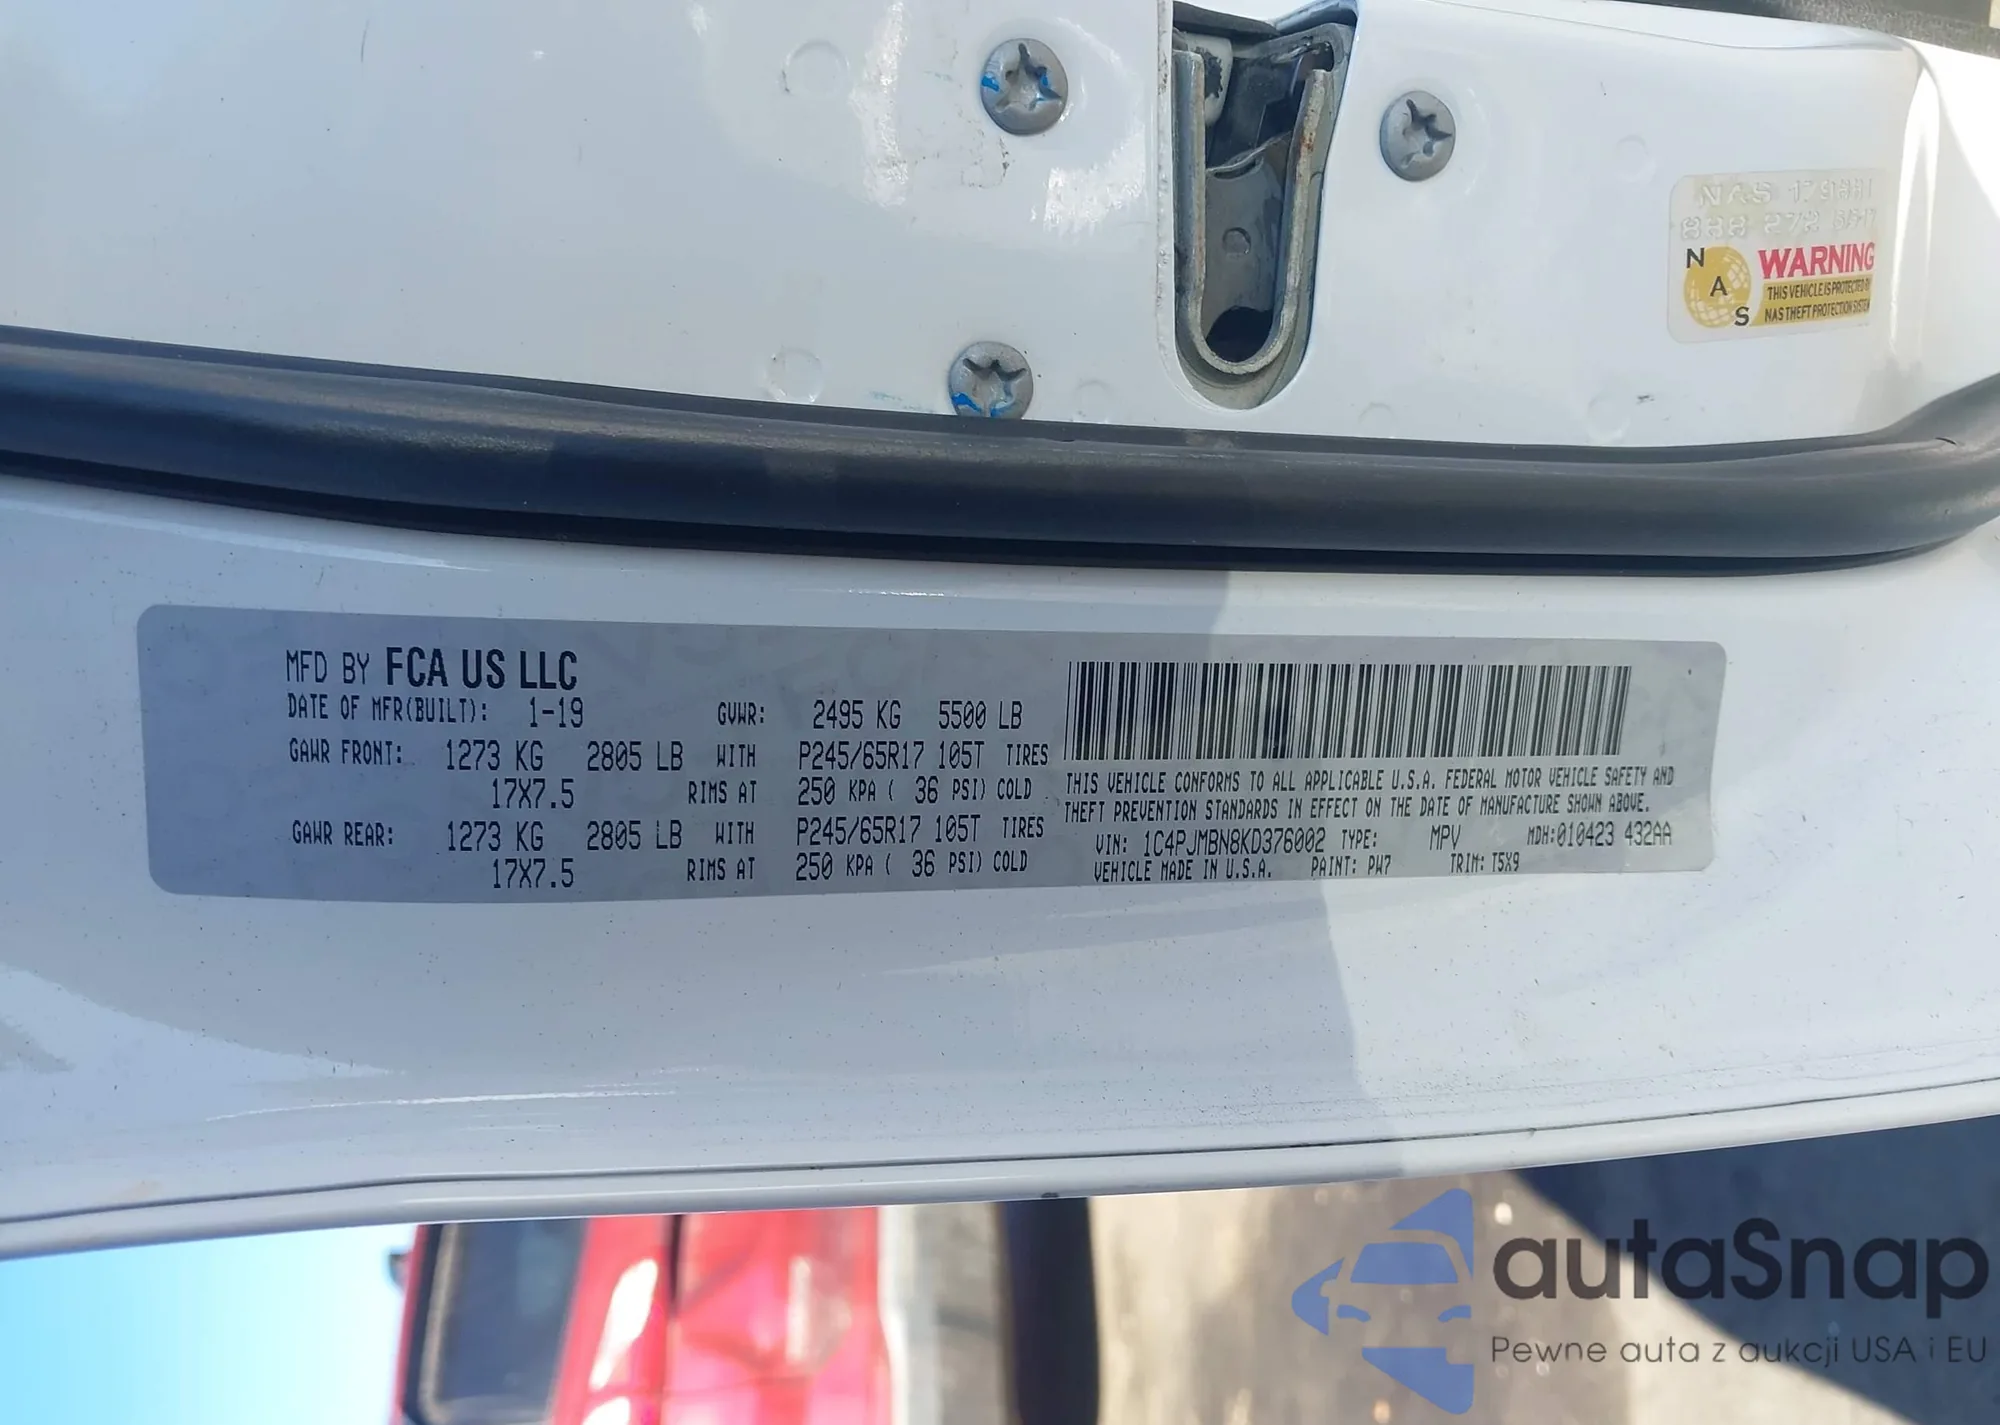 NAS 179HHI
888 272
N
A
S
WARNING
THIS VEHICLE IS PROTECTED BY
NAS THEFT PROTECTION SYSTEM
MFD BY FCA US LLC
DATE OF MFR(BUILT): 1-19 GVWR: 2495 KG 5500 LB
GAWR FRONT: 1273 KG 2805 LB WITH P245/65R17 105T TIRES
17X7.5 RIMS AT 250 KPA ( 36 PSI) COLD
GAWR REAR: 1273 KG 2805 LB WITH P245/65R17 105T TIRES
17X7.5 RIMS AT 250 KPA ( 36 PSI) COLD
THIS VEHICLE CONFORMS TO ALL APPLICABLE U.S.A. FEDERAL MOTOR VEHICLE SAFETY AND
THEFT PREVENTION STANDARDS IN EFFECT ON THE DATE OF MANUFACTURE SHOWN ABOVE.
VIN: 1C4PJMBN8KD376002 TYPE: MPV MDH:010423 432AA
VEHICLE MADE IN U.S.A. PAINT: PW7 TRIM: T5X9
autaSnap
Pewne auta z aukcji USA i EU